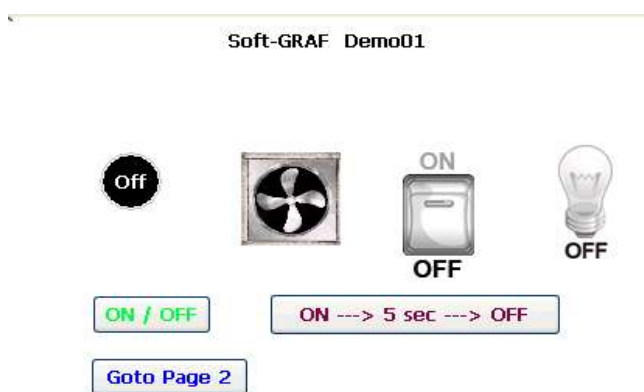 Soft-GRAF Demo01
Off
ON
OFF
OFF
ON / OFF
ON ---> 5 sec ---> OFF
Goto Page 2